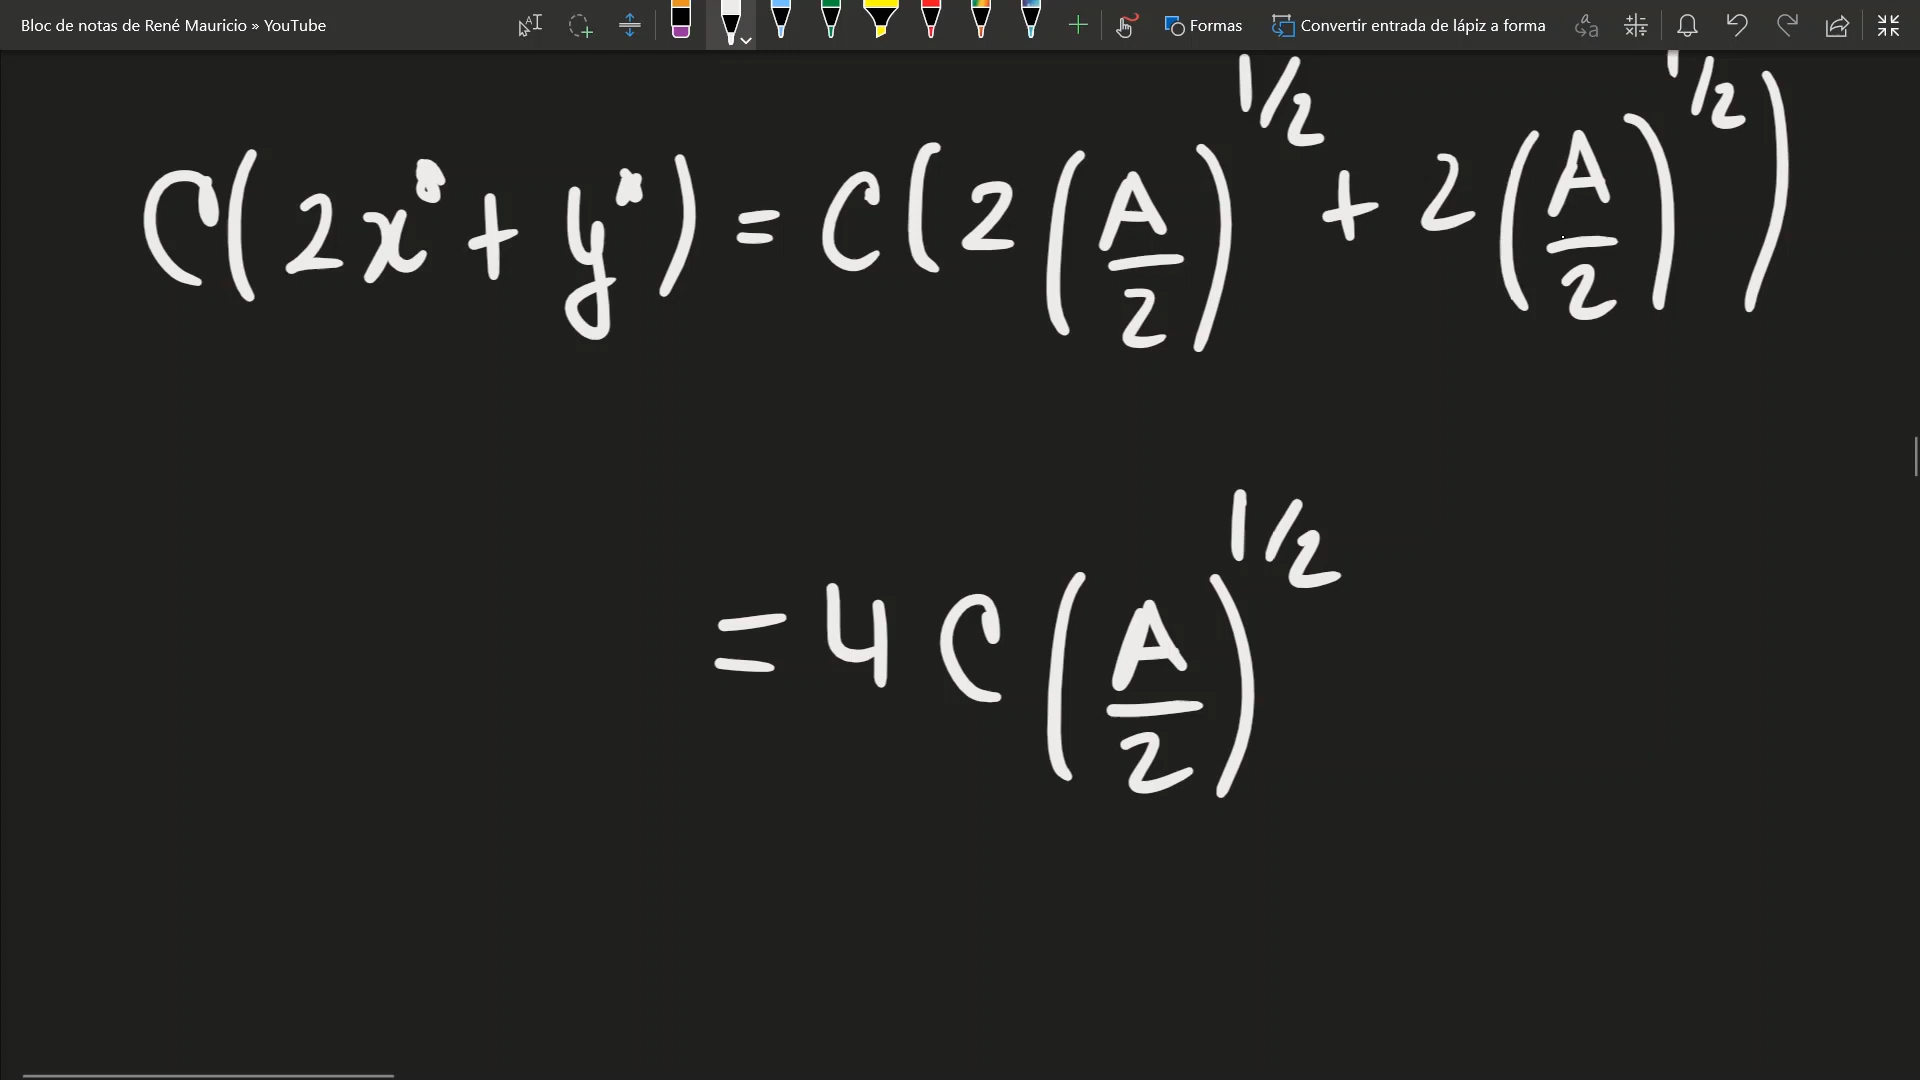 Bloc de notas de René Mauricio » YouTube Formas Convertir entrada de lápiz a forma
C(2x* + y*) = C(2(A/2)^1/2 + 2(A/2)^1/2)
= 4C(A/2)^1/2